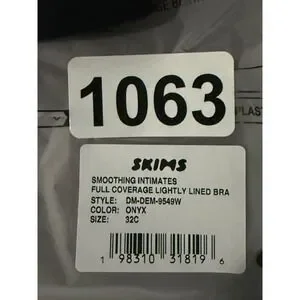 1063
PLAST
SKIMS
SMOOTHING INTIMATES
FULL COVERAGE LIGHTLY LINED BRA
STYLE: DM-DEM-9549W
COLOR: ONYX
SIZE: 32C
1 98310 31819 6